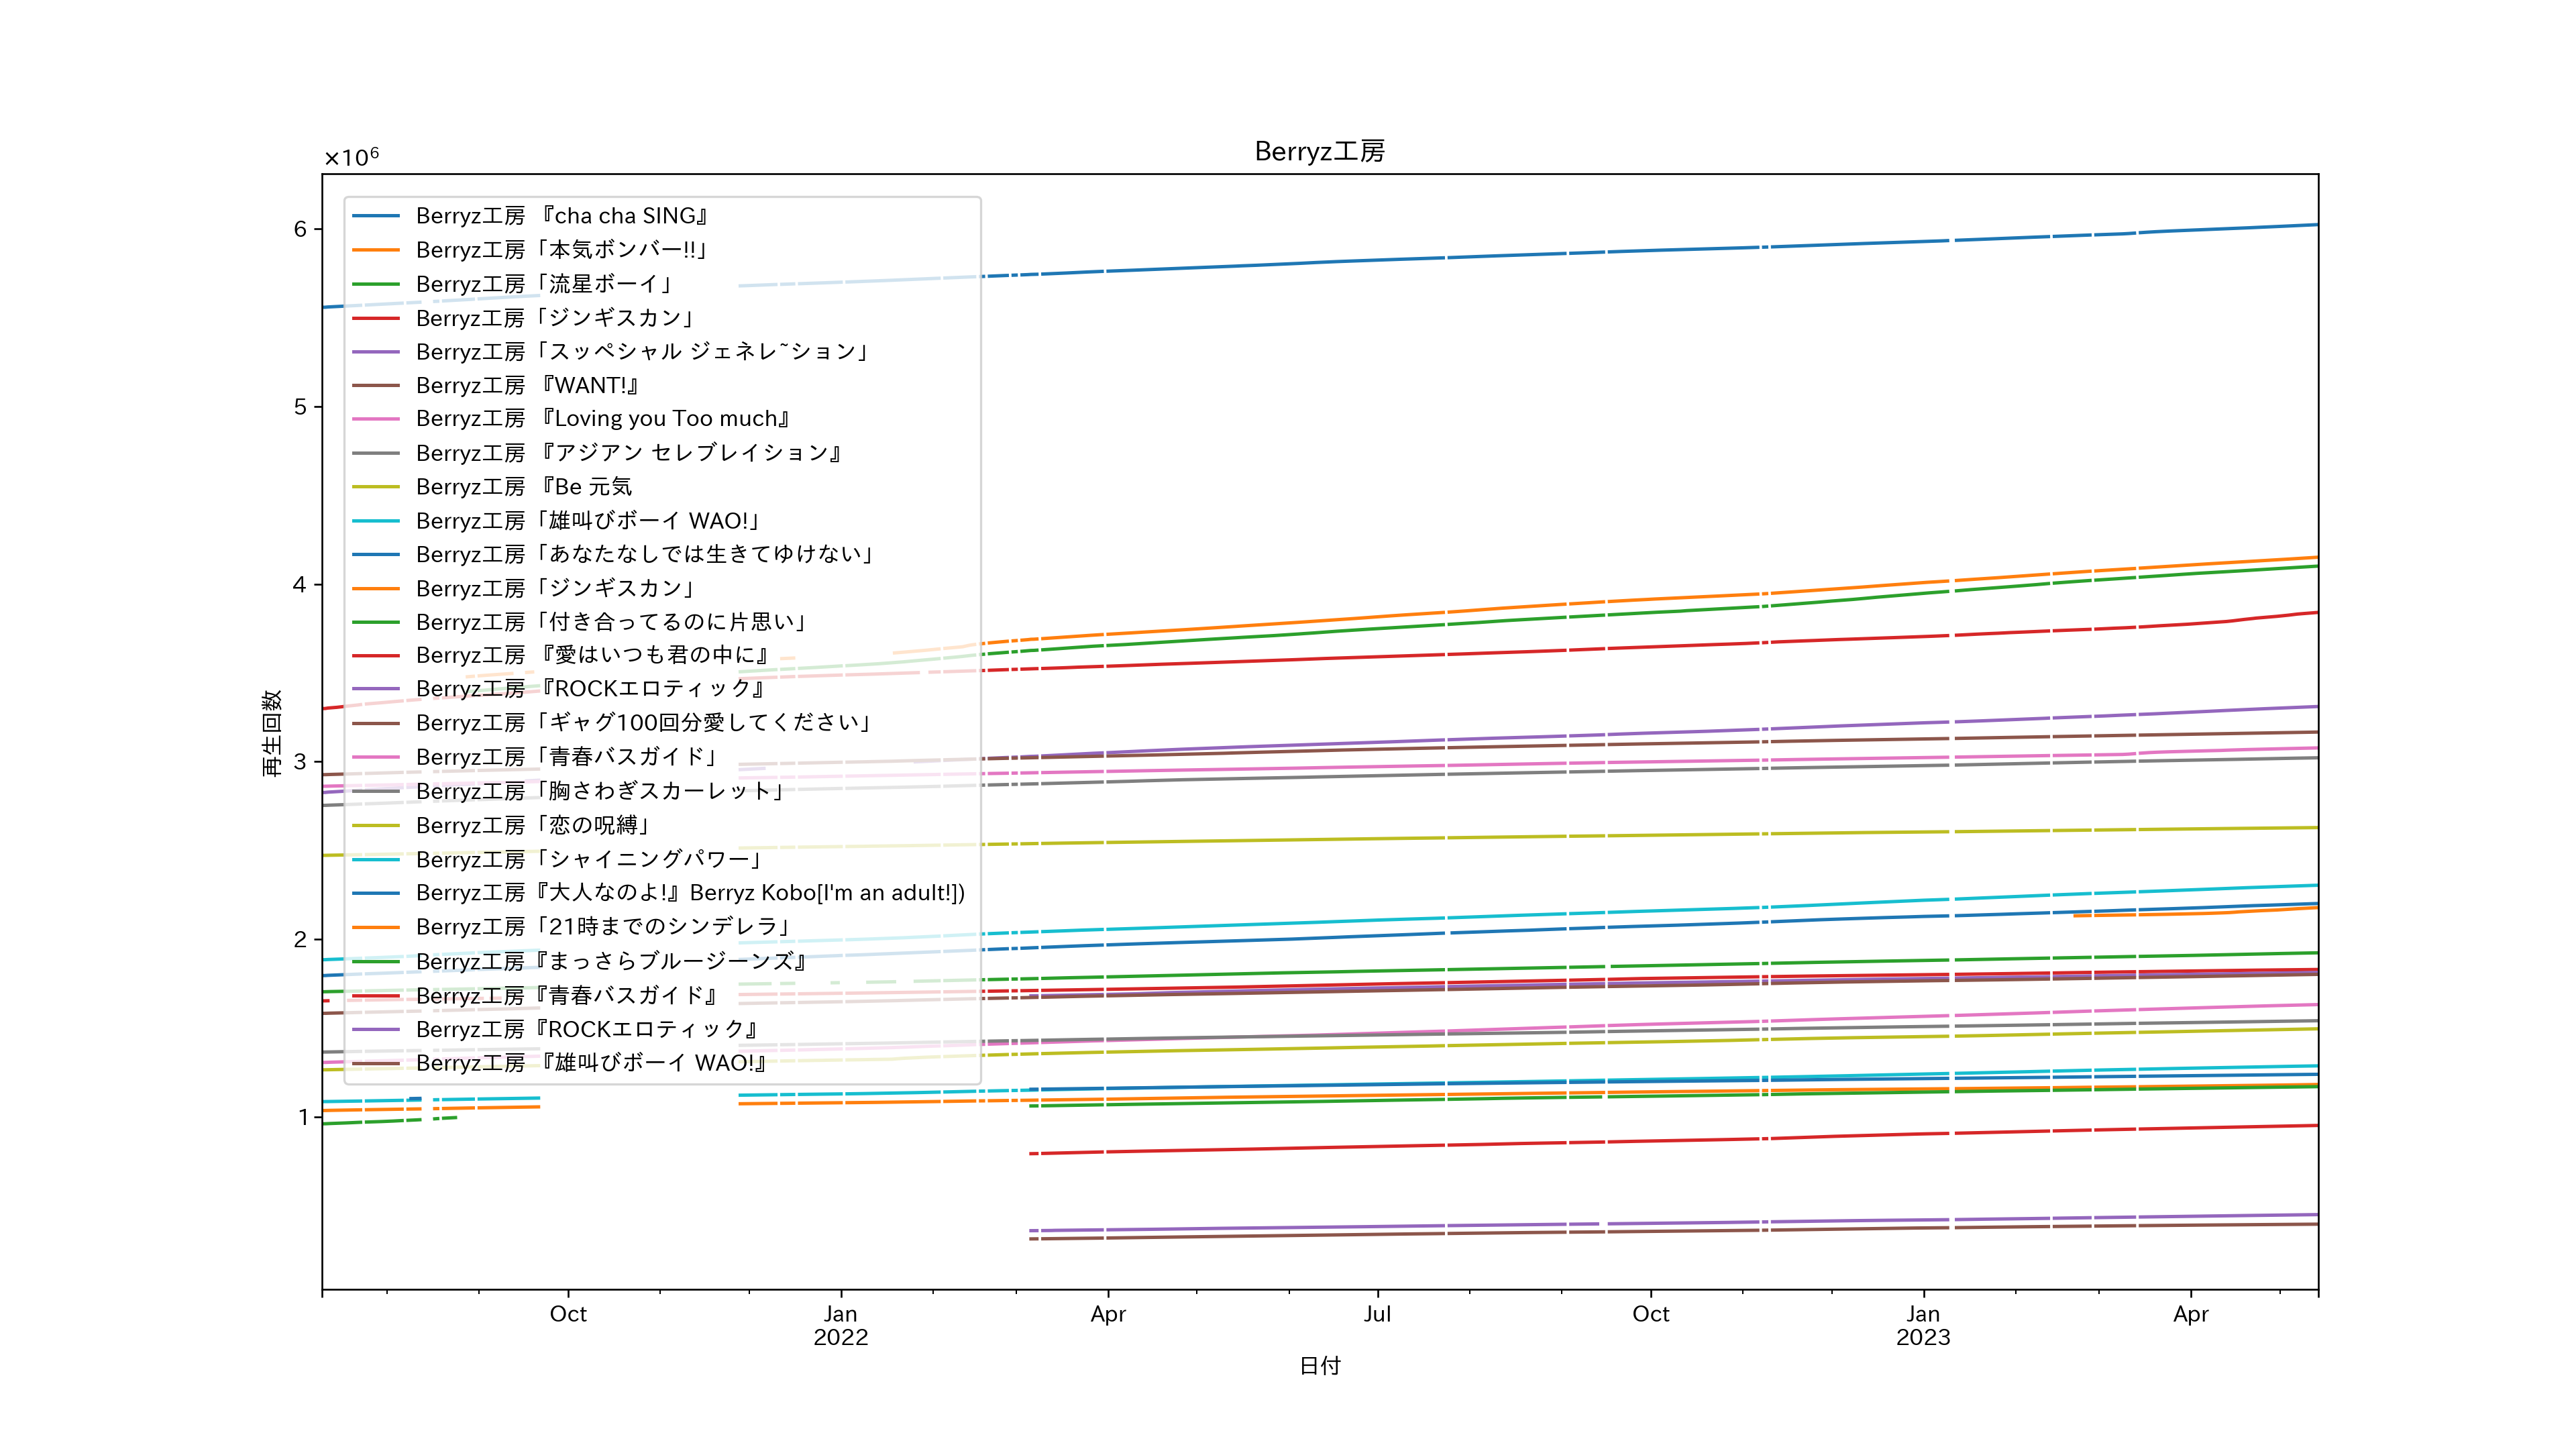 Berryz工房
×10⁶
6
5
4
3
2
1
再生回数
Berryz工房 『cha cha SING』
Berryz工房「本気ボンバー!!」
Berryz工房「流星ボーイ」
Berryz工房「ジンギスカン」
Berryz工房「スッペシャル ジェネレ~ション」
Berryz工房 『WANT!』
Berryz工房 『Loving you Too much』
Berryz工房 『アジアン セレブレイション』
Berryz工房 『Be 元気
Berryz工房「雄叫びボーイ WAO!」
Berryz工房「あなたなしでは生きてゆけない」
Berryz工房「ジンギスカン」
Berryz工房「付き合ってるのに片思い」
Berryz工房 『愛はいつも君の中に』
Berryz工房 『ROCKエロティック』
Berryz工房「ギャグ100回分愛してください」
Berryz工房「青春バスガイド」
Berryz工房「胸さわぎスカーレット」
Berryz工房「恋の呪縛」
Berryz工房「シャイニングパワー」
Berryz工房『大人なのよ!』Berryz Kobo[I'm an adult!])
Berryz工房「21時までのシンデレラ」
Berryz工房『まっさらブルージーンズ』
Berryz工房『青春バスガイド』
Berryz工房『ROCKエロティック』
Berryz工房 『雄叫びボーイ WAO!』
Oct Jan Apr Jul Oct Jan Apr
2022 2023
日付